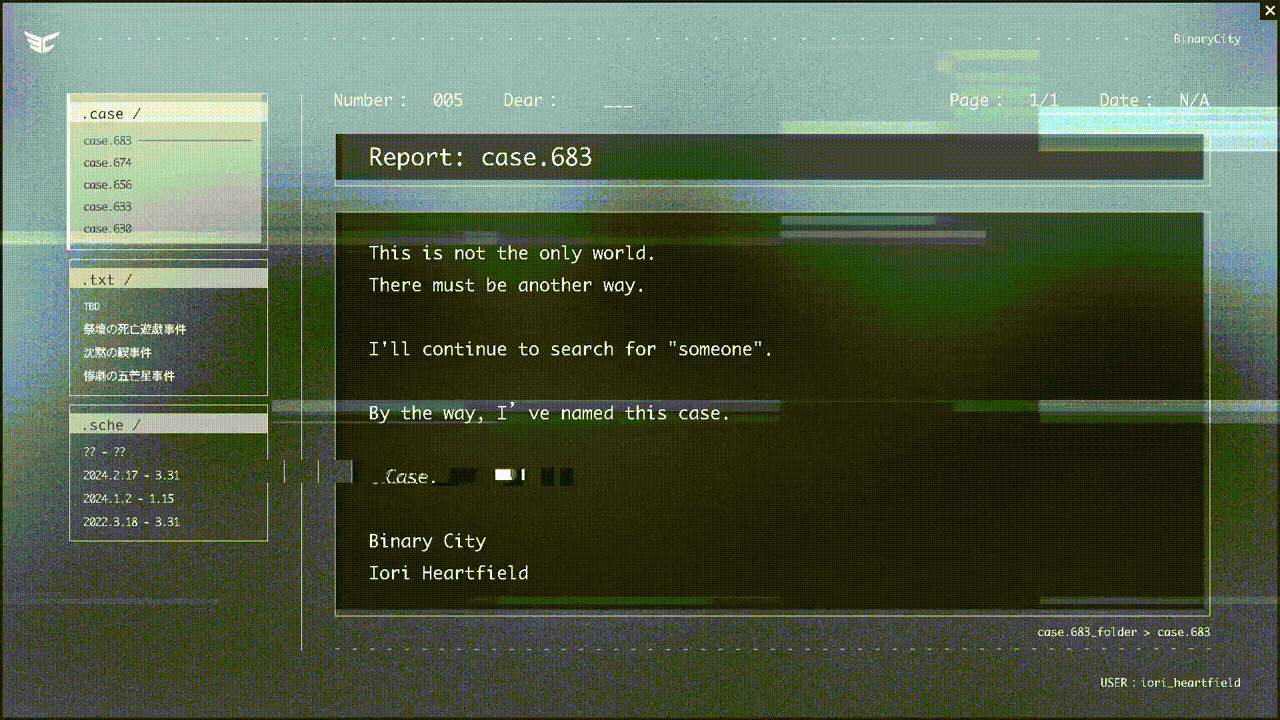 BinaryCity
Number : 005 Dear : ___ Page : 1/1 Date : N/A
.case /
case.683
case.674
case.656
case.633
case.630
.txt /
TBD
祭壇の死亡遊戯事件
沈黙の禊事件
惨劇の五芒星事件
.sche /
?? - ??
2024.2.17 - 3.31
2024.1.2 - 1.15
2022.3.18 - 3.31
Report: case.683
This is not the only world.
There must be another way.
I'll continue to search for "someone".
By the way, I’ve named this case.
Case.
Binary City
Iori Heartfield
case.683_folder > case.683
USER : iori_heartfield